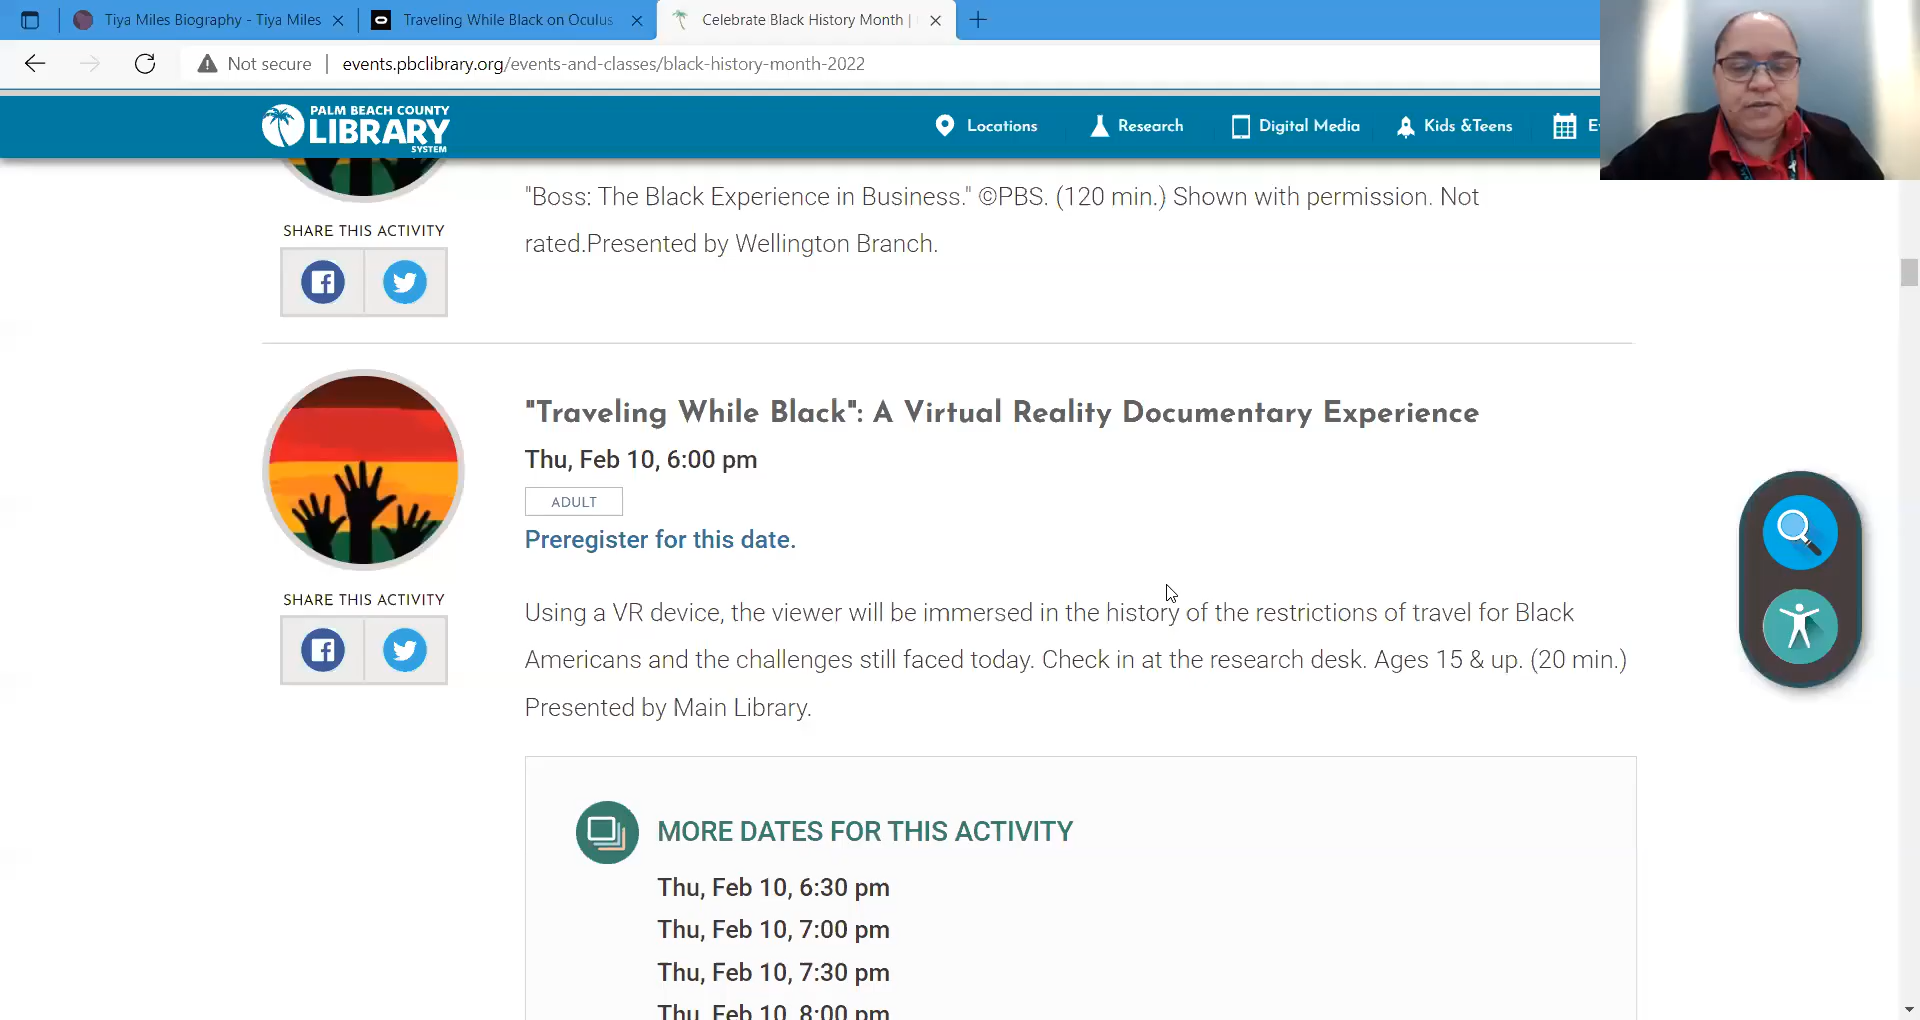 Tiya Miles Biography - Tiya Miles
Traveling While Black on Oculus
Celebrate Black History Month |
Not secure
events.pbclibrary.org/events-and-classes/black-history-month-2022
PALM BEACH COUNTY
LIBRARY
SYSTEM
Locations
Research
Digital Media
Kids &Teens
"Boss: The Black Experience in Business." ©PBS. (120 min.) Shown with permission. Not
rated.Presented by Wellington Branch.
SHARE THIS ACTIVITY
"Traveling While Black": A Virtual Reality Documentary Experience
Thu, Feb 10, 6:00 pm
ADULT
Preregister for this date.
SHARE THIS ACTIVITY
Using a VR device, the viewer will be immersed in the history of the restrictions of travel for Black
Americans and the challenges still faced today. Check in at the research desk. Ages 15 & up. (20 min.)
Presented by Main Library.
MORE DATES FOR THIS ACTIVITY
Thu, Feb 10, 6:30 pm
Thu, Feb 10, 7:00 pm
Thu, Feb 10, 7:30 pm
Thu, Feb 10, 8:00 pm